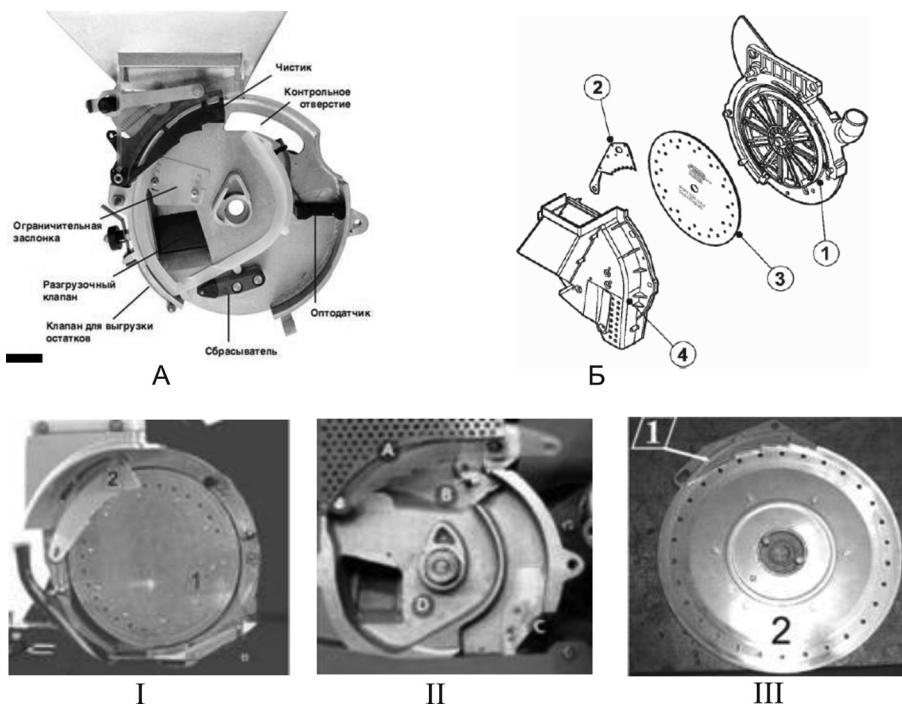 Чистик
Контрольное
отверстие
Ограничительная
заслонка
Разгрузочный
клапан
Клапан для выгрузки
остатков
Сбрасыватель
Оптодатчик
А
2
1
3
4
Б
2
1
I
A
B
D
C
II
1
2
III